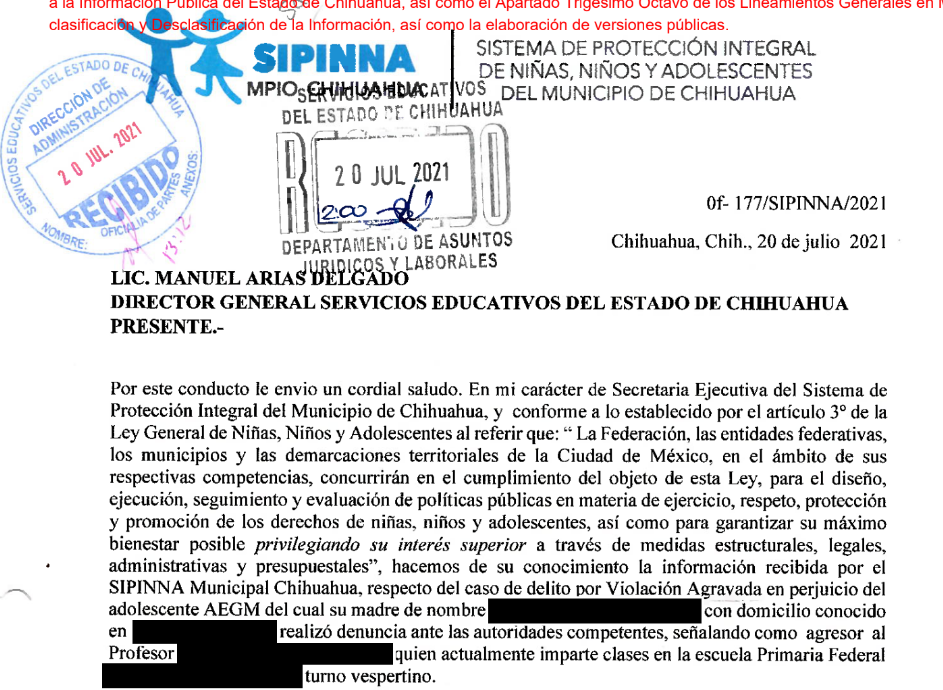 a la Información Pública del Estado de Chihuahua, así como el Apartado Trigésimo Octavo de los Lineamientos Generales en
clasificación y Desclasificación de la Información, así como la elaboración de versiones públicas.
SIPINNA
MPIO. CHIHUAHUA
SISTEMA DE PROTECCIÓN INTEGRAL
DE NIÑAS, NIÑOS Y ADOLESCENTES
DEL MUNICIPIO DE CHIHUAHUA
SERVICIOS EDUCATIVOS DEL ESTADO DE CHIHUAHUA
DIRECCIÓN DE
ADMINISTRACIÓN
20 JUL. 2021
RECIBIDO
OFICIALIA DE PARTES
NOMBRE:
ANEXOS:
13:12
SERVICIOS EDUCATIVOS
DEL ESTADO DE CHIHUAHUA
20 JUL 2021
12:00
DEPARTAMENTO DE ASUNTOS
JURIDICOS Y LABORALES
0f- 177/SIPINNA/2021
Chihuahua, Chih., 20 de julio 2021
LIC. MANUEL ARIAS DELGADO
DIRECTOR GENERAL SERVICIOS EDUCATIVOS DEL ESTADO DE CHIHUAHUA
PRESENTE.-
Por este conducto le envio un cordial saludo. En mi carácter de Secretaria Ejecutiva del Sistema de
Protección Integral del Municipio de Chihuahua, y conforme a lo establecido por el artículo 3° de la
Ley General de Niñas, Niños y Adolescentes al referir que: “ La Federación, las entidades federativas,
los municipios y las demarcaciones territoriales de la Ciudad de México, en el ámbito de sus
respectivas competencias, concurrirán en el cumplimiento del objeto de esta Ley, para el diseño,
ejecución, seguimiento y evaluación de políticas públicas en materia de ejercicio, respeto, protección
y promoción de los derechos de niñas, niños y adolescentes, así como para garantizar su máximo
bienestar posible privilegiando su interés superior a través de medidas estructurales, legales,
administrativas y presupuestales”, hacemos de su conocimiento la información recibida por el
SIPINNA Municipal Chihuahua, respecto del caso de delito por Violación Agravada en perjuicio del
adolescente AEGM del cual su madre de nombre con domicilio conocido
en realizó denuncia ante las autoridades competentes, señalando como agresor al
Profesor quien actualmente imparte clases en la escuela Primaria Federal
turno vespertino.